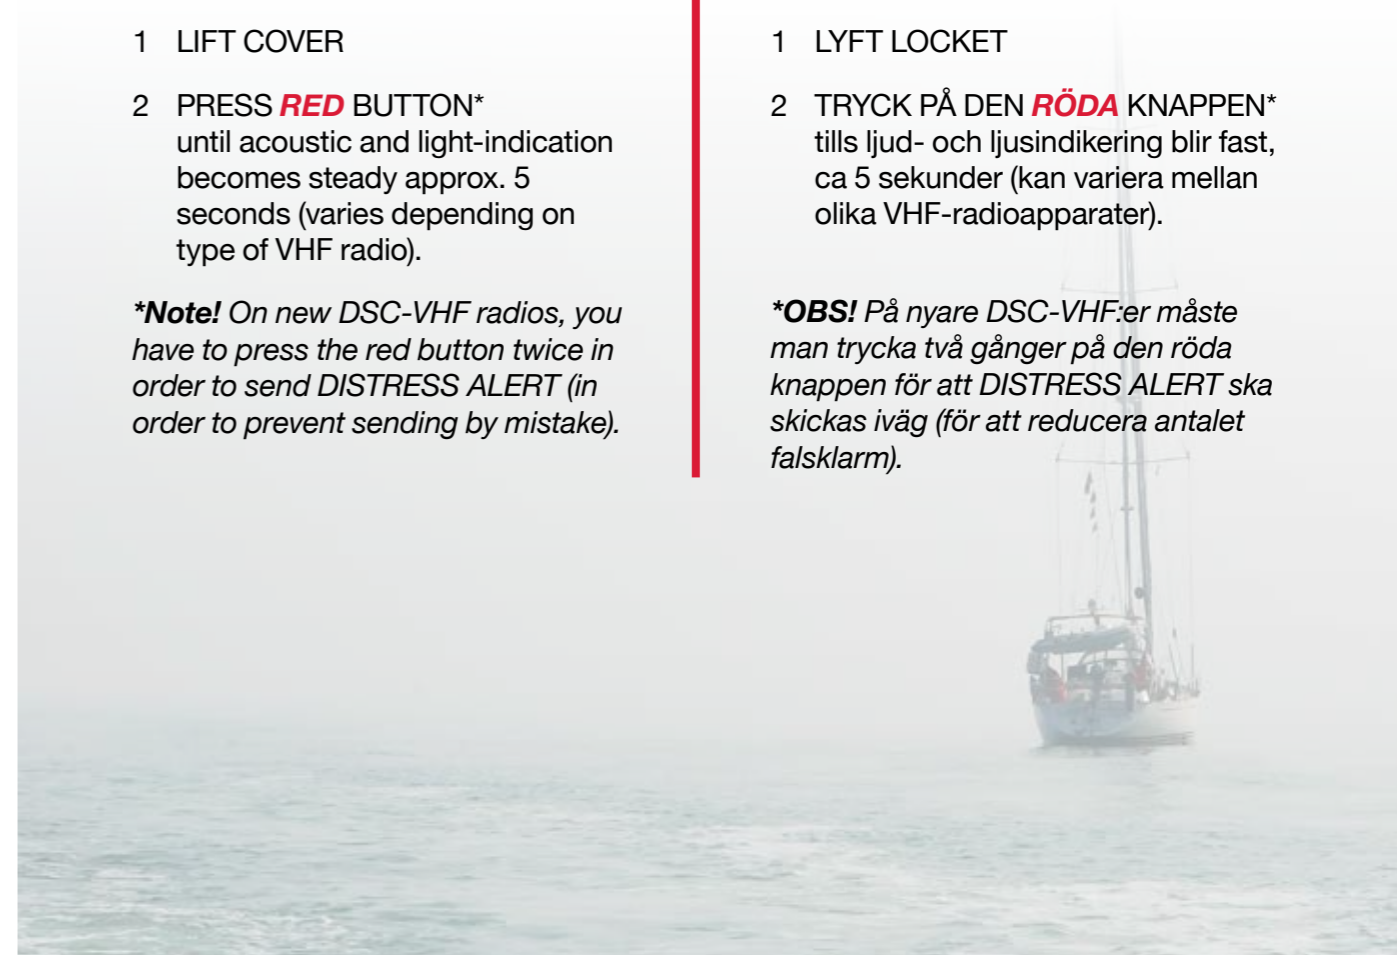 1 LIFT COVER
2 PRESS RED BUTTON*
until acoustic and light-indication
becomes steady approx. 5
seconds (varies depending on
type of VHF radio).
*Note! On new DSC-VHF radios, you
have to press the red button twice in
order to send DISTRESS ALERT (in
order to prevent sending by mistake).
1 LYFT LOCKET
2 TRYCK PÅ DEN RÖDA KNAPPEN*
tills ljud- och ljusindikering blir fast,
ca 5 sekunder (kan variera mellan
olika VHF-radioapparater).
*OBS! På nyare DSC-VHF:er måste
man trycka två gånger på den röda
knappen för att DISTRESS ALERT ska
skickas iväg (för att reducera antalet
falsklarm).